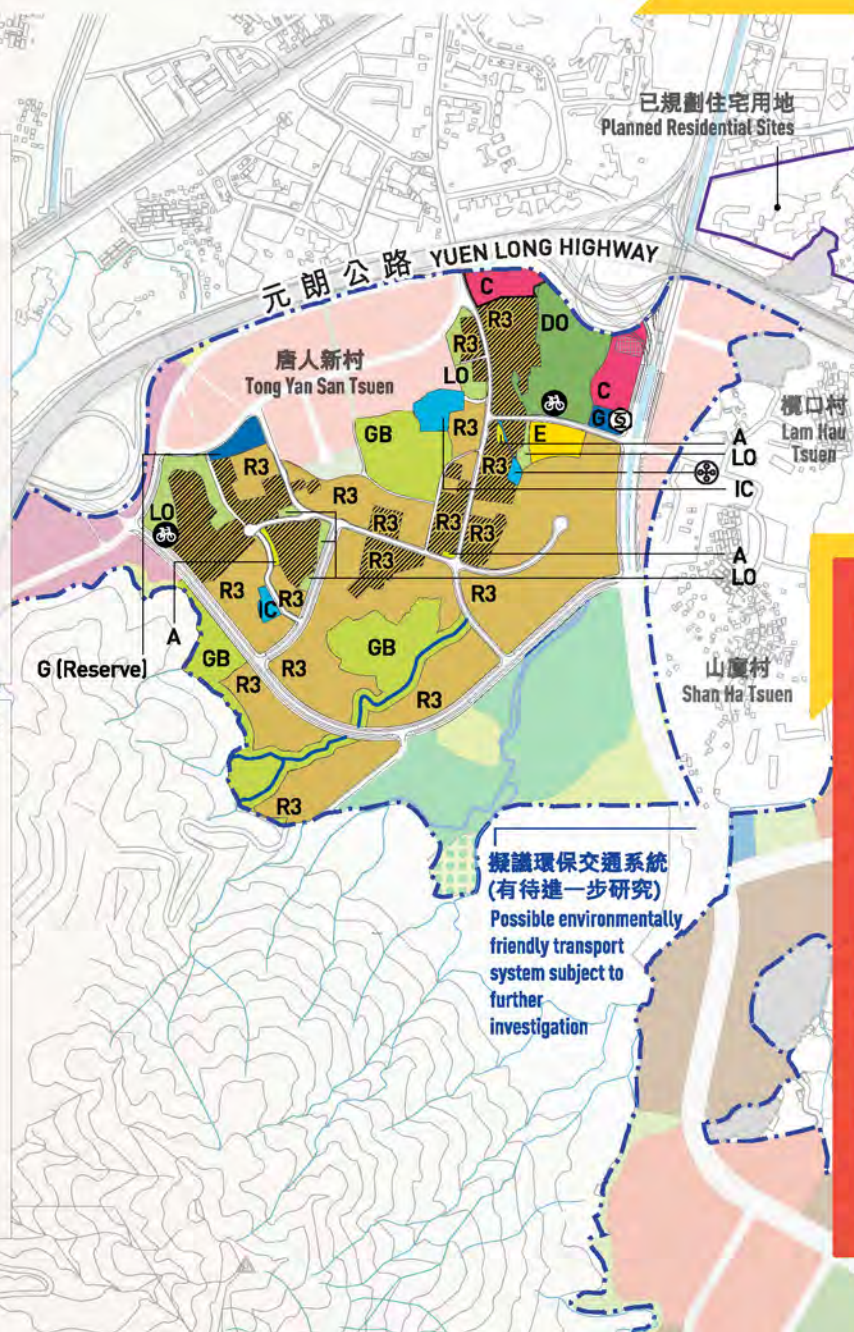 已規劃住宅用地
Planned Residential Sites
元朗公路 YUEN LONG HIGHWAY
C
R3
DO
R3
唐人新村
Tong Yan San Tsuen
LO
C
欖口村
Lam Hau
Tsuen
G
S
GB
R3
E
A
LO
R3
R3
IC
R3
LO
R3
R3
R3
A
LO
R3
R3
IC
R3
A
GB
GB
山廈村
Shan Ha Tsuen
G (Reserve)
R3
R3
R3
R3
擬議環保交通系統
(有待進一步研究)
Possible environmentally
friendly transport
system subject to
further
investigation